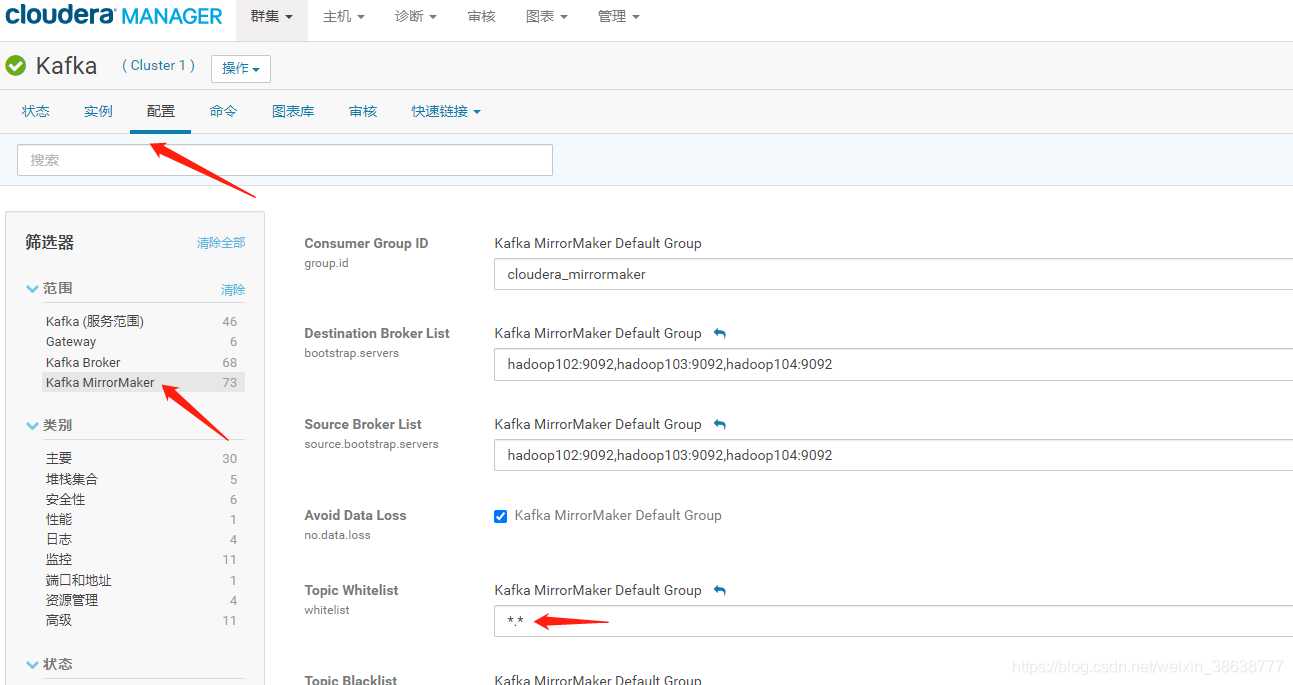 cloudera MANAGER 群集 主机 诊断 审核 图表 管理
Kafka ( Cluster 1 ) 操作
状态 实例 配置 命令 图表库 审核 快速链接
搜索
筛选器 清除全部
范围 清除
Kafka (服务范围) 46
Gateway 6
Kafka Broker 68
Kafka MirrorMaker 73
类别
主要 30
堆栈集合 5
安全性 6
性能 1
日志 4
监控 11
端口和地址 1
资源管理 4
高级 11
状态
Consumer Group ID Kafka MirrorMaker Default Group
group.id cloudera_mirrormaker
Destination Broker List Kafka MirrorMaker Default Group
bootstrap.servers hadoop102:9092,hadoop103:9092,hadoop104:9092
Source Broker List Kafka MirrorMaker Default Group
source.bootstrap.servers hadoop102:9092,hadoop103:9092,hadoop104:9092
Avoid Data Loss Kafka MirrorMaker Default Group
no.data.loss
Topic Whitelist Kafka MirrorMaker Default Group
whitelist *.*
Topic Blacklist Kafka MirrorMaker Default Group
https://blog.csdn.net/weixin_38638777